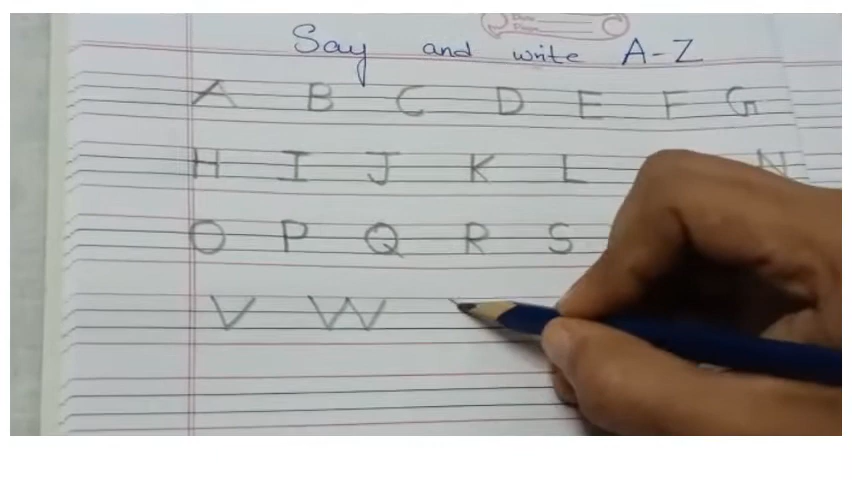 Say and write A-Z
A B C D E F G
H I J K L N
O P Q R S
V W